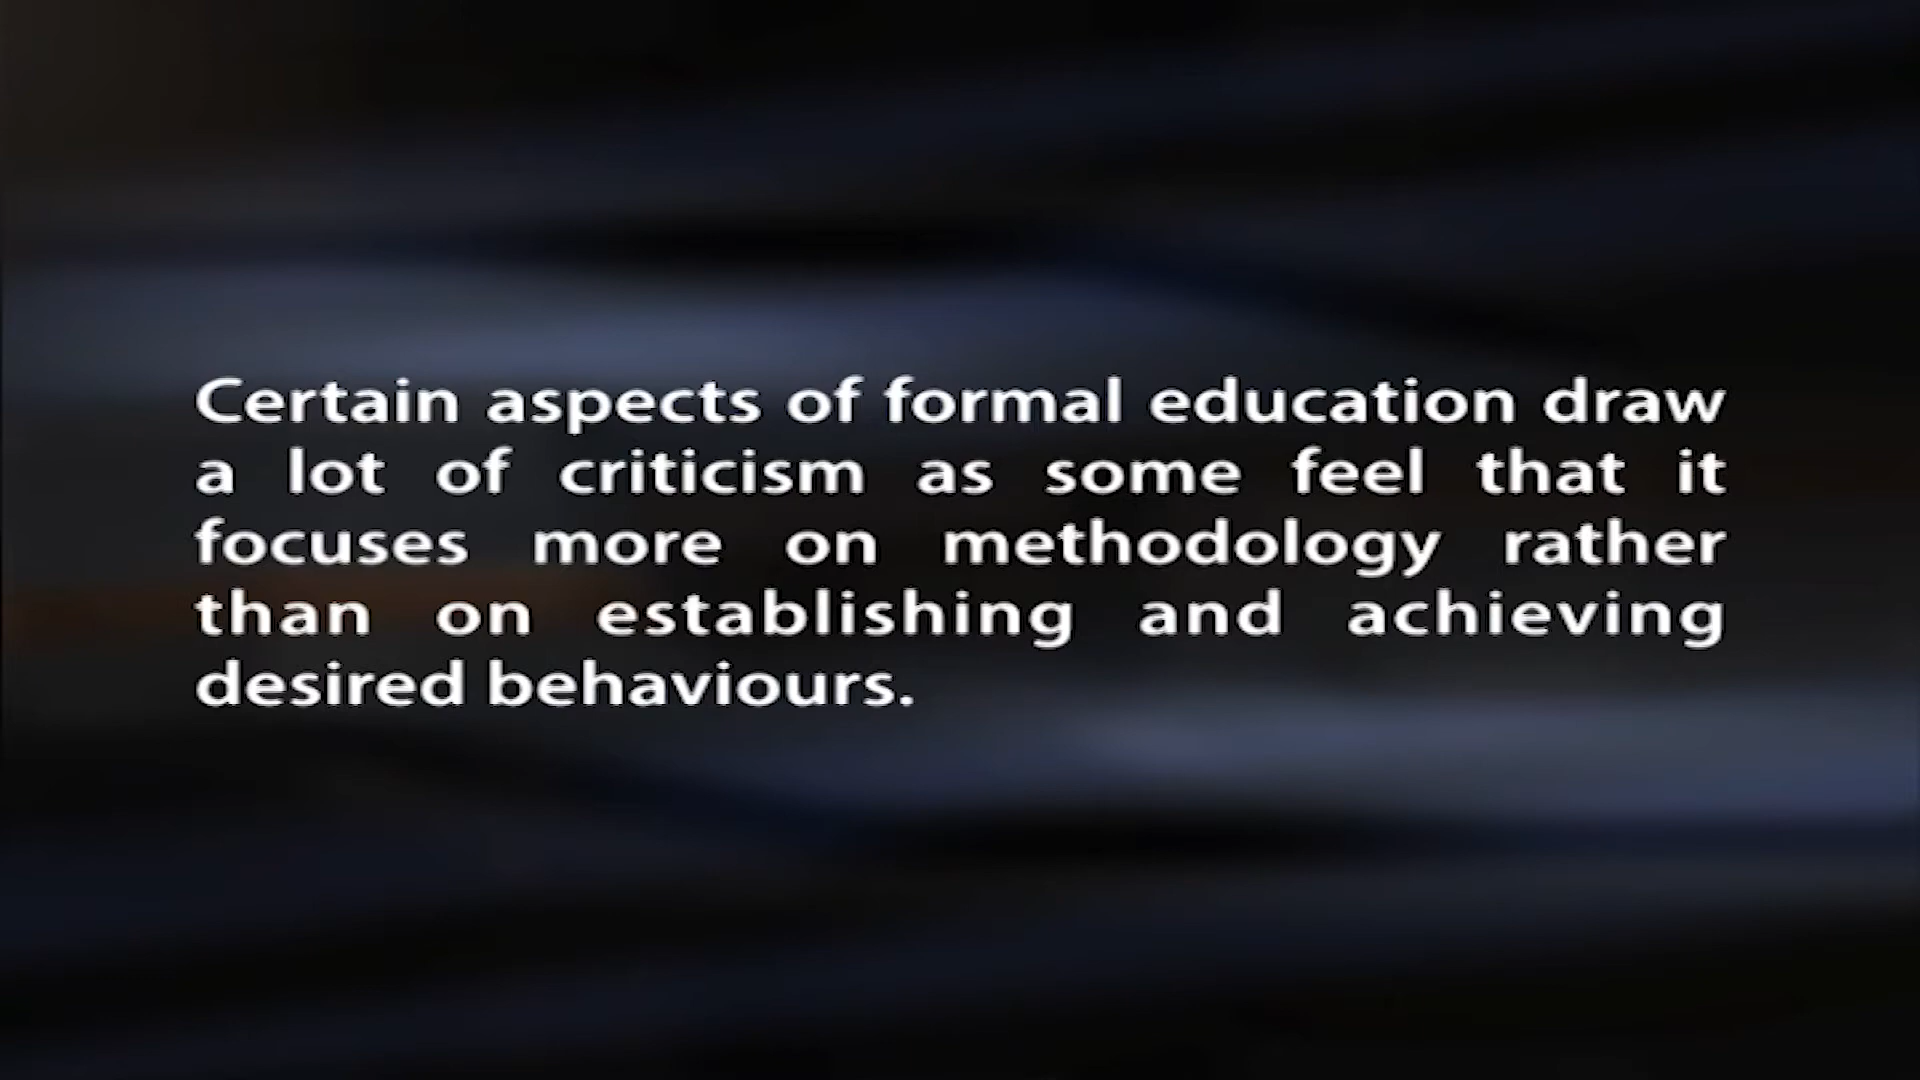 Certain aspects of formal education draw
a lot of criticism as some feel that it
focuses more on methodology rather
than on establishing and achieving
desired behaviours.